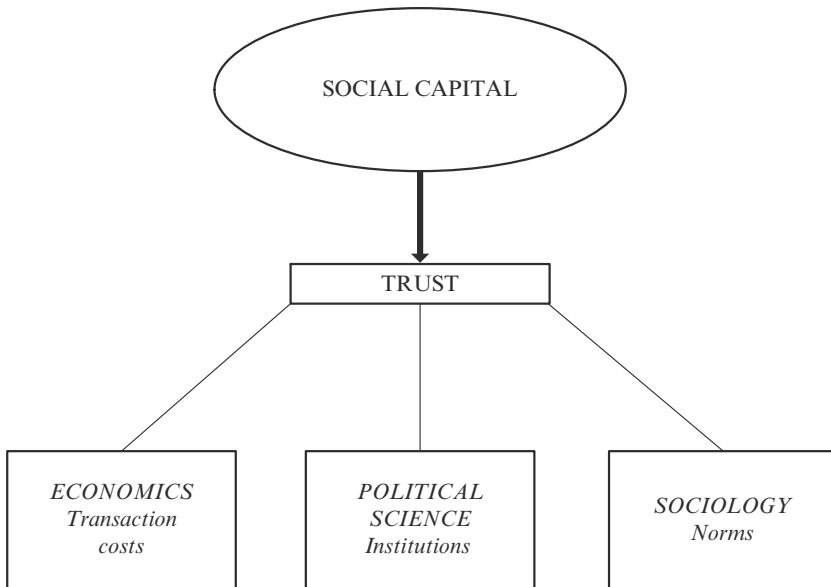 SOCIAL CAPITAL
TRUST
ECONOMICS
Transaction
costs
POLITICAL
SCIENCE
Institutions
SOCIOLOGY
Norms